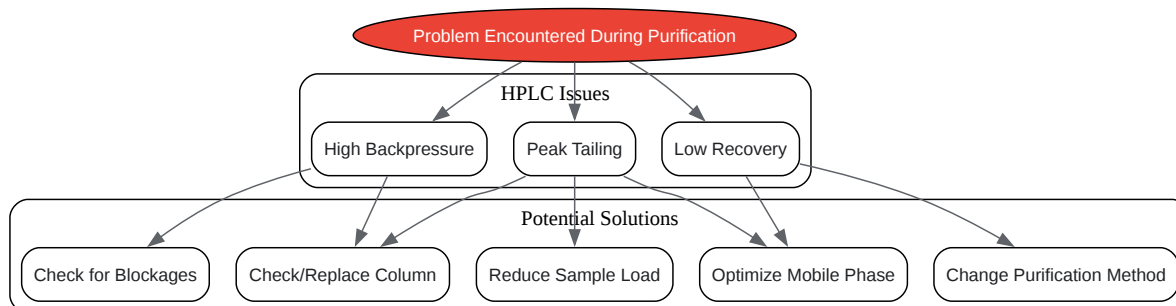 Problem Encountered During Purification
HPLC Issues
High Backpressure
Peak Tailing
Low Recovery
Potential Solutions
Check for Blockages
Check/Replace Column
Reduce Sample Load
Optimize Mobile Phase
Change Purification Method